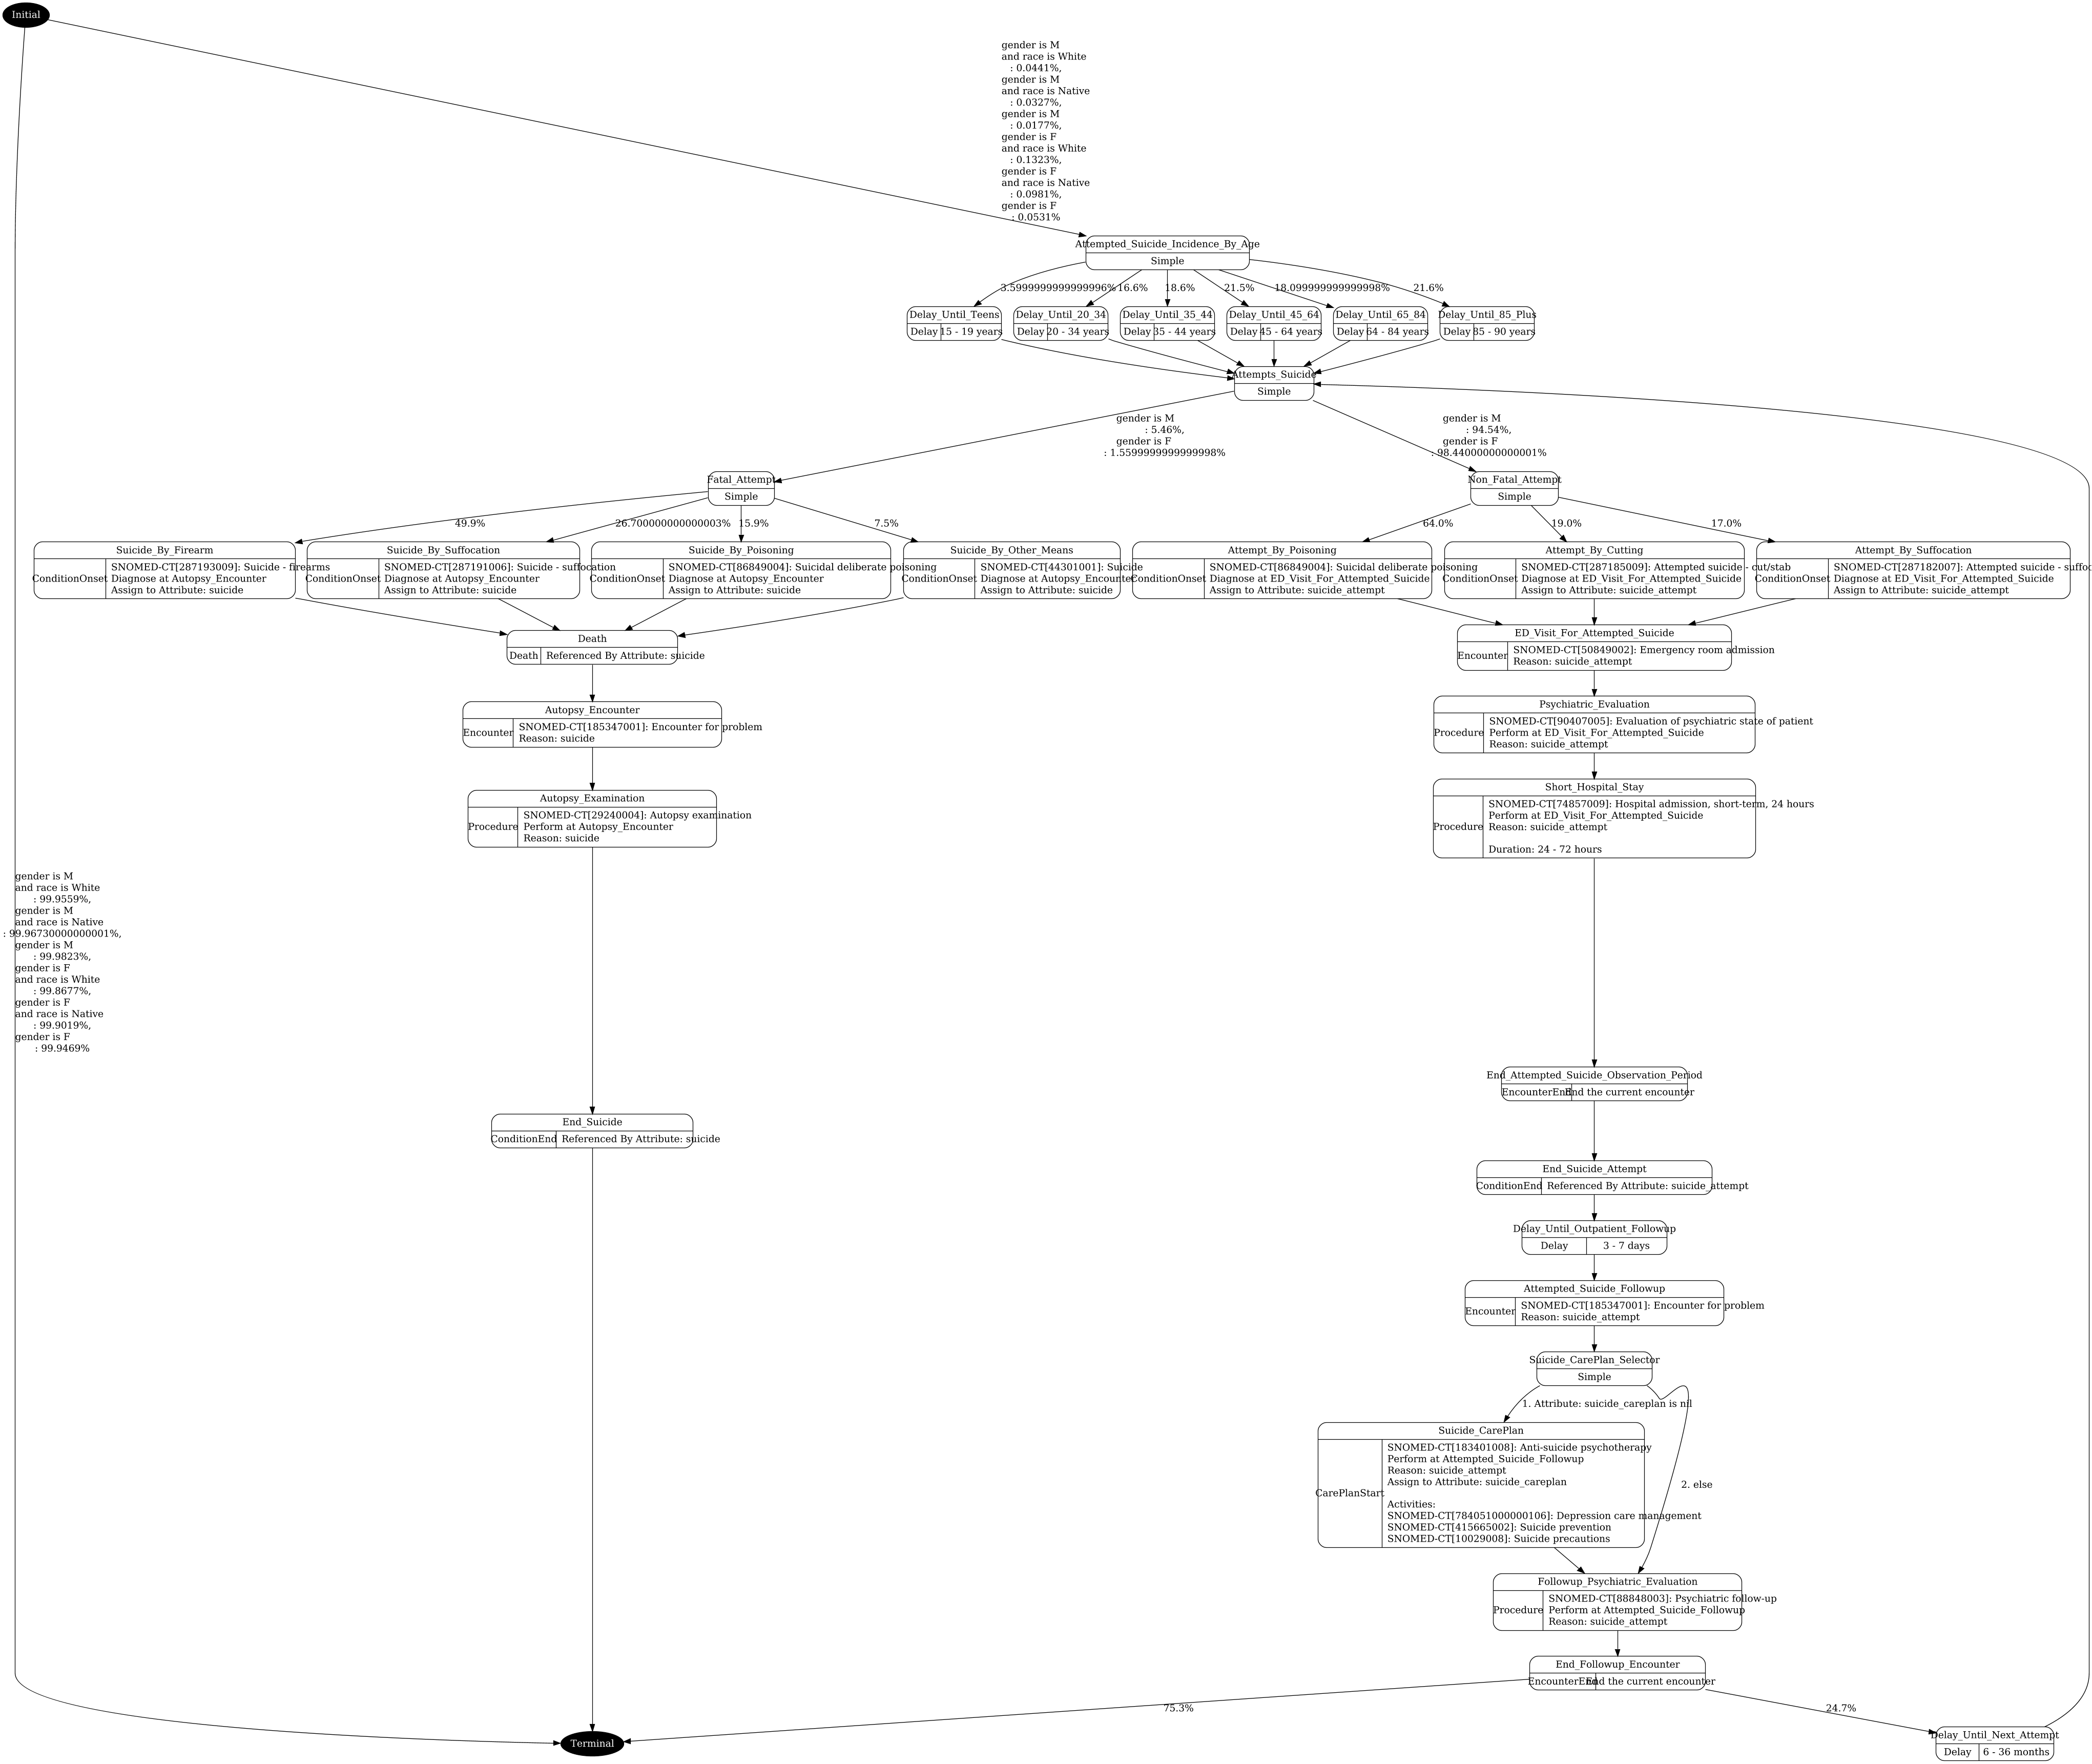 Initial
gender is M
and race is White
: 0.0441%,
gender is M
and race is Native
: 0.0327%,
gender is M
: 0.0177%,
gender is F
and race is White
: 0.1323%,
gender is F
and race is Native
: 0.0981%,
gender is F
: 0.0531%
Attempted_Suicide_Incidence_By_Age
Simple
3.5999999999999996%
16.6%
18.6%
21.5%
18.099999999999998%
21.6%
Delay_Until_Teens
Delay
15 - 19 years
Delay_Until_20_34
Delay
20 - 34 years
Delay_Until_35_44
Delay
35 - 44 years
Delay_Until_45_64
Delay
45 - 64 years
Delay_Until_65_84
Delay
64 - 84 years
Delay_Until_85_Plus
Delay
85 - 90 years
Attempts_Suicide
Simple
gender is M
: 5.46%,
gender is F
: 1.5599999999999998%
gender is M
: 94.54%,
gender is F
: 98.44000000000001%
Fatal_Attempt
Simple
Non_Fatal_Attempt
Simple
49.9%
26.700000000000003%
15.9%
7.5%
64.0%
19.0%
17.0%
Suicide_By_Firearm
ConditionOnset
SNOMED-CT[287193009]: Suicide - firearms
Diagnose at Autopsy_Encounter
Assign to Attribute: suicide
Suicide_By_Suffocation
ConditionOnset
SNOMED-CT[287191006]: Suicide - suffocation
Diagnose at Autopsy_Encounter
Assign to Attribute: suicide
Suicide_By_Poisoning
ConditionOnset
SNOMED-CT[86849004]: Suicidal deliberate poisoning
Diagnose at Autopsy_Encounter
Assign to Attribute: suicide
Suicide_By_Other_Means
ConditionOnset
SNOMED-CT[44301001]: Suicide
Diagnose at Autopsy_Encounter
Assign to Attribute: suicide
Attempt_By_Poisoning
ConditionOnset
SNOMED-CT[86849004]: Suicidal deliberate poisoning
Diagnose at ED_Visit_For_Attempted_Suicide
Assign to Attribute: suicide_attempt
Attempt_By_Cutting
ConditionOnset
SNOMED-CT[287185009]: Attempted suicide - cut/stab
Diagnose at ED_Visit_For_Attempted_Suicide
Assign to Attribute: suicide_attempt
Attempt_By_Suffocation
ConditionOnset
SNOMED-CT[287182007]: Attempted suicide - suffoc
Diagnose at ED_Visit_For_Attempted_Suicide
Assign to Attribute: suicide_attempt
Death
Death
Referenced By Attribute: suicide
ED_Visit_For_Attempted_Suicide
Encounter
SNOMED-CT[50849002]: Emergency room admission
Reason: suicide_attempt
Autopsy_Encounter
Encounter
SNOMED-CT[185347001]: Encounter for problem
Reason: suicide
Psychiatric_Evaluation
Procedure
SNOMED-CT[90407005]: Evaluation of psychiatric state of patient
Perform at ED_Visit_For_Attempted_Suicide
Reason: suicide_attempt
Autopsy_Examination
Procedure
SNOMED-CT[29240004]: Autopsy examination
Perform at Autopsy_Encounter
Reason: suicide
Short_Hospital_Stay
Procedure
SNOMED-CT[74857009]: Hospital admission, short-term, 24 hours
Perform at ED_Visit_For_Attempted_Suicide
Reason: suicide_attempt
Duration: 24 - 72 hours
gender is M
and race is White
: 99.9559%,
gender is M
and race is Native
: 99.96730000000001%,
gender is M
: 99.9823%,
gender is F
and race is White
: 99.8677%,
gender is F
and race is Native
: 99.9019%,
gender is F
: 99.9469%
End_Attempted_Suicide_Observation_Period
EncounterEnd
End the current encounter
End_Suicide
ConditionEnd
Referenced By Attribute: suicide
End_Suicide_Attempt
ConditionEnd
Referenced By Attribute: suicide_attempt
Delay_Until_Outpatient_Followup
Delay
3 - 7 days
Attempted_Suicide_Followup
Encounter
SNOMED-CT[185347001]: Encounter for problem
Reason: suicide_attempt
Suicide_CarePlan_Selector
Simple
1. Attribute: suicide_careplan is nil
2. else
Suicide_CarePlan
CarePlanStart
SNOMED-CT[183401008]: Anti-suicide psychotherapy
Perform at Attempted_Suicide_Followup
Reason: suicide_attempt
Assign to Attribute: suicide_careplan
Activities:
SNOMED-CT[784051000000106]: Depression care management
SNOMED-CT[415665002]: Suicide prevention
SNOMED-CT[10029008]: Suicide precautions
Followup_Psychiatric_Evaluation
Procedure
SNOMED-CT[88848003]: Psychiatric follow-up
Perform at Attempted_Suicide_Followup
Reason: suicide_attempt
End_Followup_Encounter
EncounterEnd
End the current encounter
75.3%
24.7%
Terminal
Delay_Until_Next_Attempt
Delay
6 - 36 months